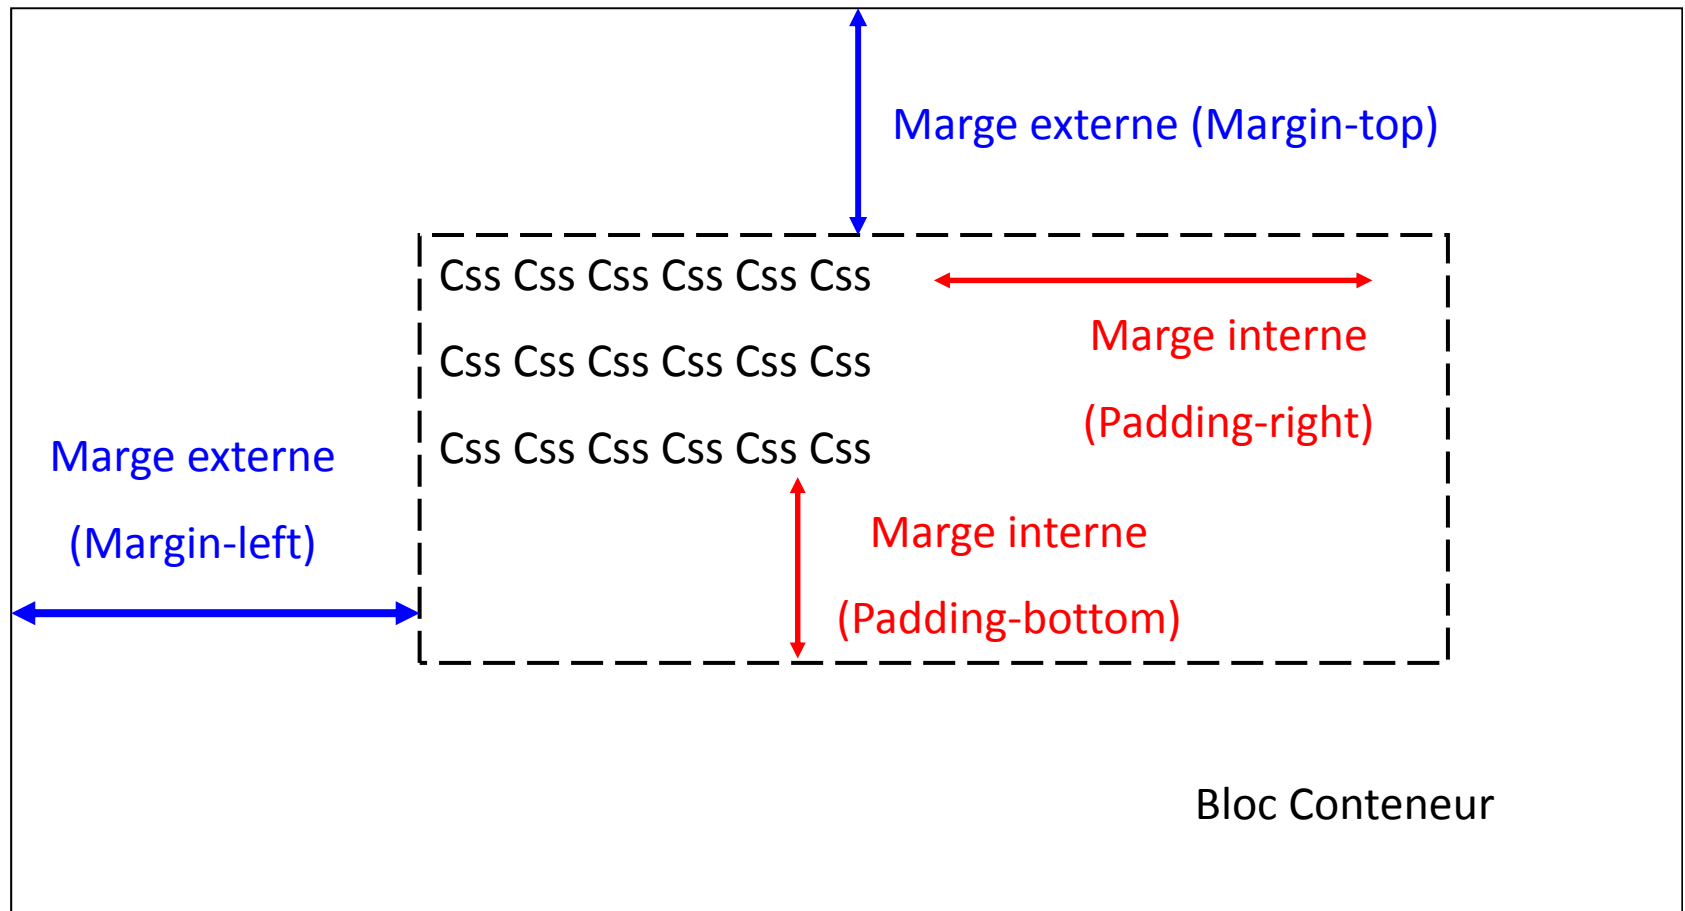 Marge externe (Margin-top)
Css Css Css Css Css Css
Marge interne
Css Css Css Css Css Css
(Padding-right)
Css Css Css Css Css Css
Marge externe
(Margin-left)
Marge interne
(Padding-bottom)
Bloc Conteneur